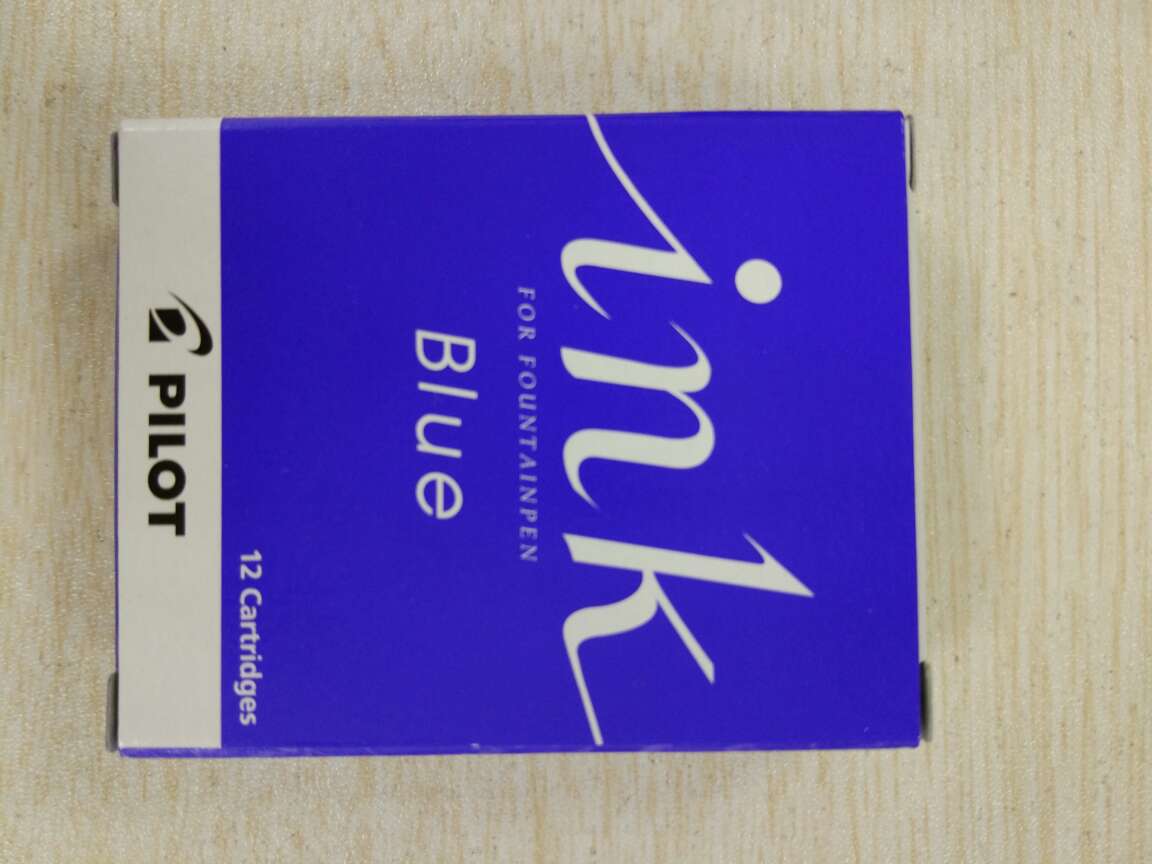 ink
FOR FOUNTAINPEN
Blue
12 Cartridges
PILOT